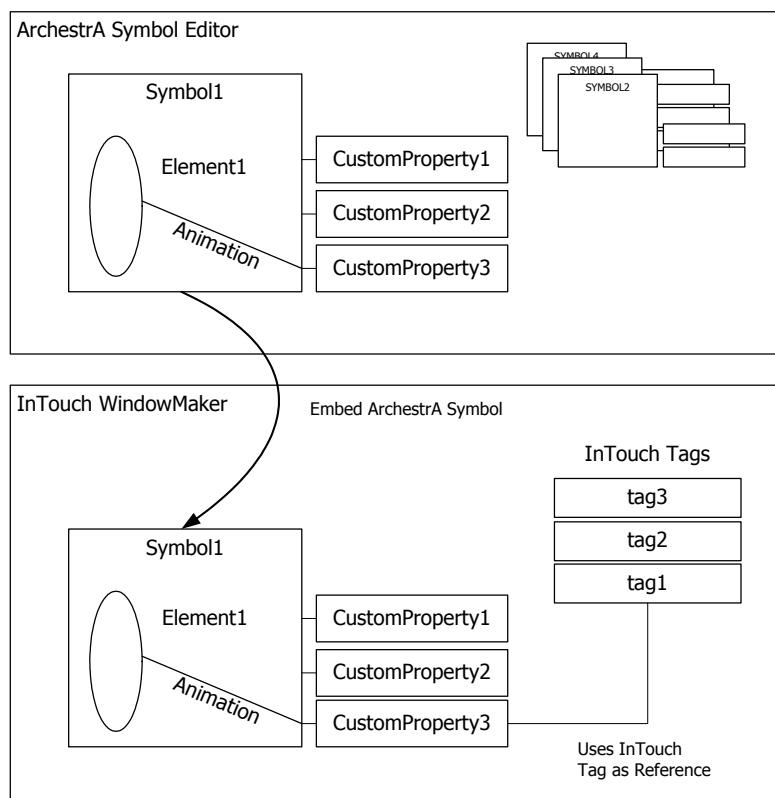 ArchestrA Symbol Editor
SYMBOL4
SYMBOL3
SYMBOL2
Symbol1
Element1
Animation
CustomProperty1
CustomProperty2
CustomProperty3
InTouch WindowMaker
Embed ArchestrA Symbol
InTouch Tags
tag3
tag2
tag1
Symbol1
Element1
Animation
CustomProperty1
CustomProperty2
CustomProperty3
Uses InTouch
Tag as Reference